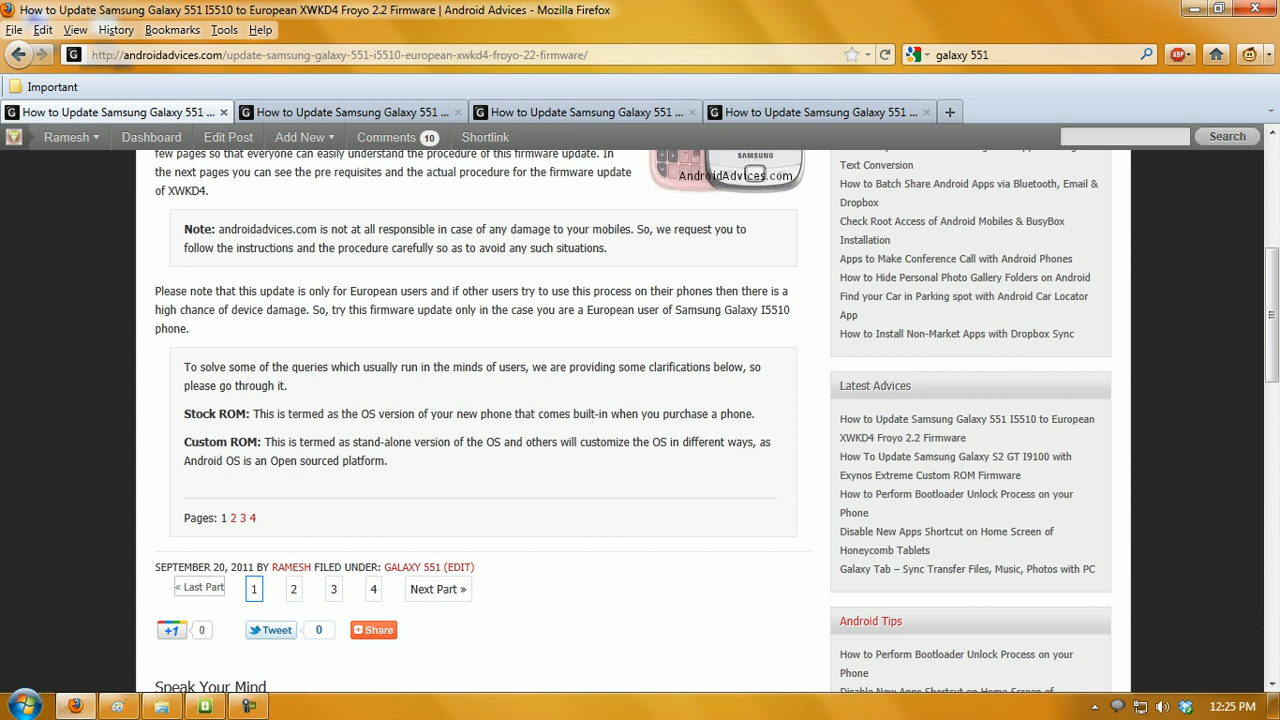 How to Update Samsung Galaxy 551 I5510 to European XWKD4 Froyo 2.2 Firmware | Android Advices - Mozilla Firefox
File Edit View History Bookmarks Tools Help
G http://androidadvices.com/update-samsung-galaxy-551-i5510-european-xwkd4-froyo-22-firmware/ galaxy 551 ABP
Important
G How to Update Samsung Galaxy 551 ... x G How to Update Samsung Galaxy 551 ... x G How to Update Samsung Galaxy 551 ... x G How to Update Samsung Galaxy 551 ... x +
Ramesh Dashboard Edit Post Add New Comments 10 Shortlink Search
few pages so that everyone can easily understand the procedure of this firmware update. In
the next pages you can see the pre requisites and the actual procedure for the firmware update
of XWKD4.
SAMSUNG
AndroidAdvices.com
Note: androidadvices.com is not at all responsible in case of any damage to your mobiles. So, we request you to
follow the instructions and the procedure carefully so as to avoid any such situations.
Please note that this update is only for European users and if other users try to use this process on their phones then there is a
high chance of device damage. So, try this firmware update only in the case you are a European user of Samsung Galaxy I5510
phone.
To solve some of the queries which usually run in the minds of users, we are providing some clarifications below, so
please go through it.
Stock ROM: This is termed as the OS version of your new phone that comes built-in when you purchase a phone.
Custom ROM: This is termed as stand-alone version of the OS and others will customize the OS in different ways, as
Android OS is an Open sourced platform.
Pages: 1 2 3 4
SEPTEMBER 20, 2011 BY RAMESH FILED UNDER: GALAXY 551 (EDIT)
« Last Part 1 2 3 4 Next Part »
+1 0 Tweet 0 Share
Speak Your Mind
Text Conversion
How to Batch Share Android Apps via Bluetooth, Email &
Dropbox
Check Root Access of Android Mobiles & BusyBox
Installation
Apps to Make Conference Call with Android Phones
How to Hide Personal Photo Gallery Folders on Android
Find your Car in Parking spot with Android Car Locator
App
How to Install Non-Market Apps with Dropbox Sync
Latest Advices
How to Update Samsung Galaxy 551 I5510 to European
XWKD4 Froyo 2.2 Firmware
How To Update Samsung Galaxy S2 GT I9100 with
Exynos Extreme Custom ROM Firmware
How to Perform Bootloader Unlock Process on your
Phone
Disable New Apps Shortcut on Home Screen of
Honeycomb Tablets
Galaxy Tab – Sync Transfer Files, Music, Photos with PC
Android Tips
How to Perform Bootloader Unlock Process on your
Phone
12:25 PM